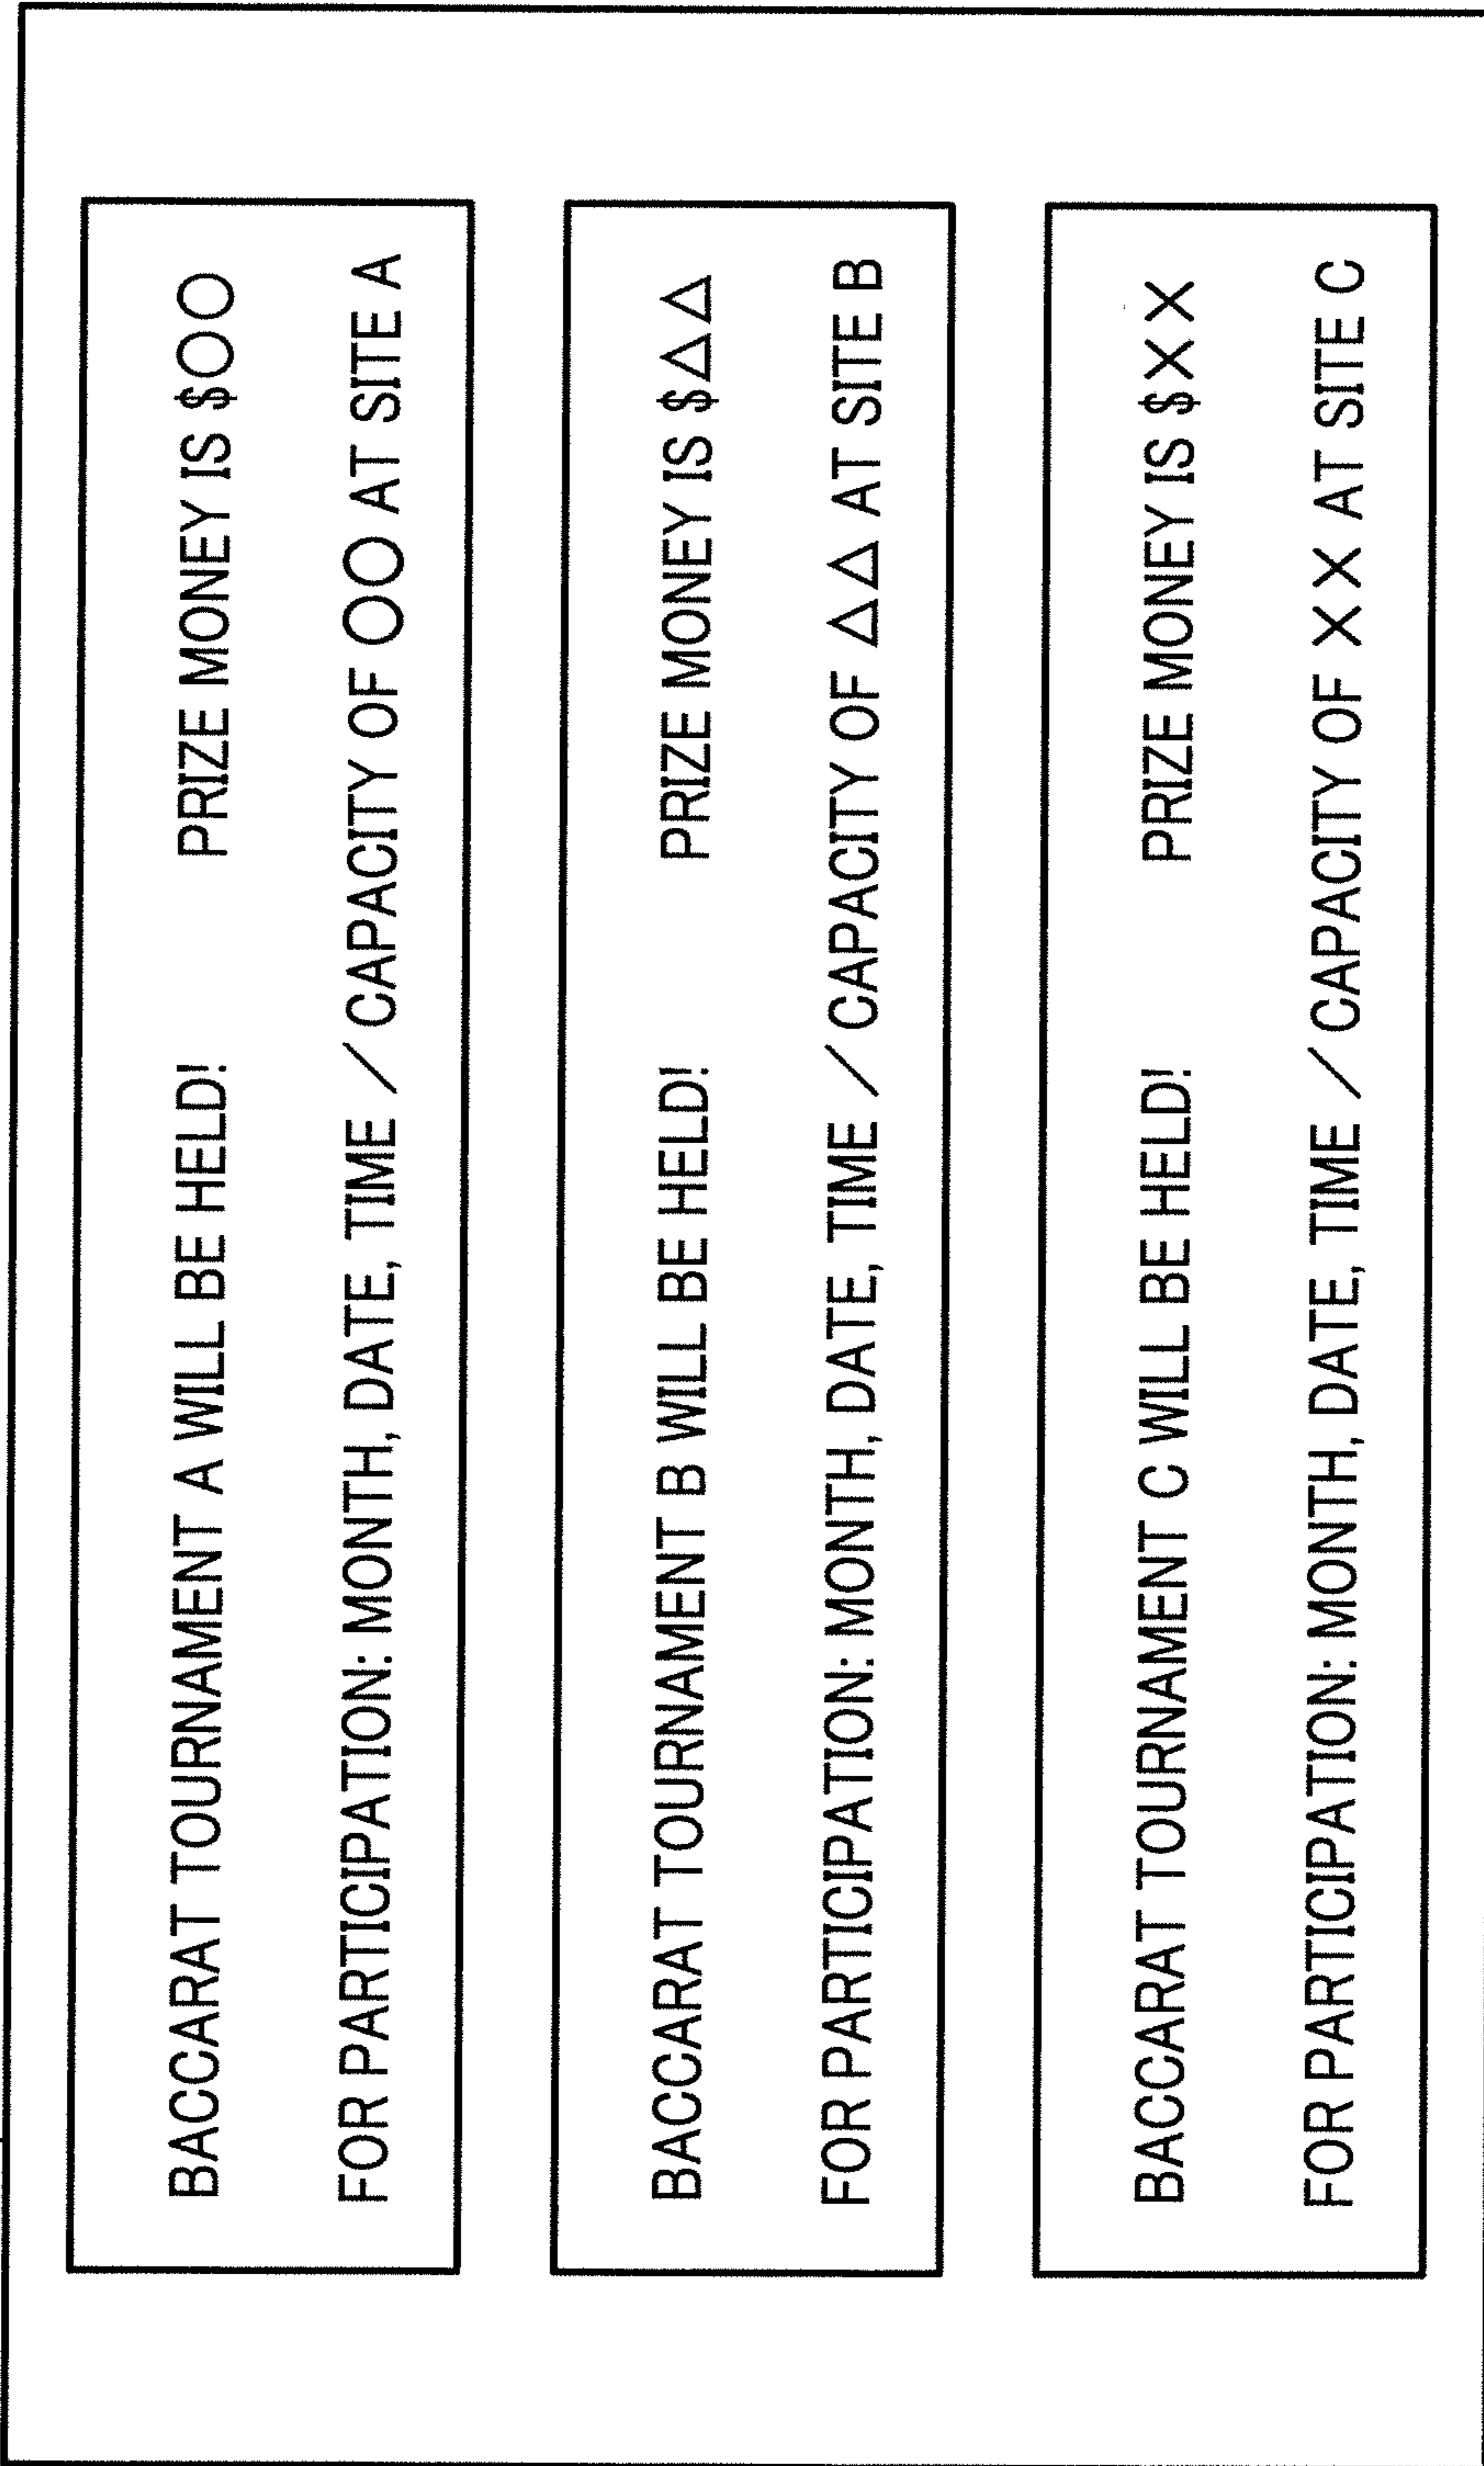 BACCARAT TOURNAMENT A WILL BE HELD! PRIZE MONEY IS $○○
FOR PARTICIPATION: MONTH, DATE, TIME /CAPACITY OF ○○ AT SITE A
BACCARAT TOURNAMENT B WILL BE HELD! PRIZE MONEY IS $△△
FOR PARTICIPATION: MONTH, DATE, TIME /CAPACITY OF △△ AT SITE B
BACCARAT TOURNAMENT C WILL BE HELD! PRIZE MONEY IS $××
FOR PARTICIPATION: MONTH, DATE, TIME /CAPACITY OF ×× AT SITE C